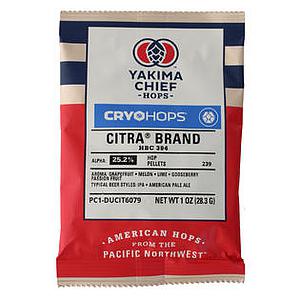 YAKIMA
CHIEF
-HOPS-
CRYOHOPS®
CITRA® BRAND
HBC 394
ALPHA: 25.2% HOP PELLETS 239
AROMA: GRAPEFRUIT • MELON • LIME • GOOSEBERRY
PASSION FRUIT
TYPICAL BEER STYLES: IPA • AMERICAN PALE ALE
PC1-DUCIT6079 NET WT 1 OZ (28.3 G)
• AMERICAN HOPS •
FROM THE
PACIFIC NORTHWEST